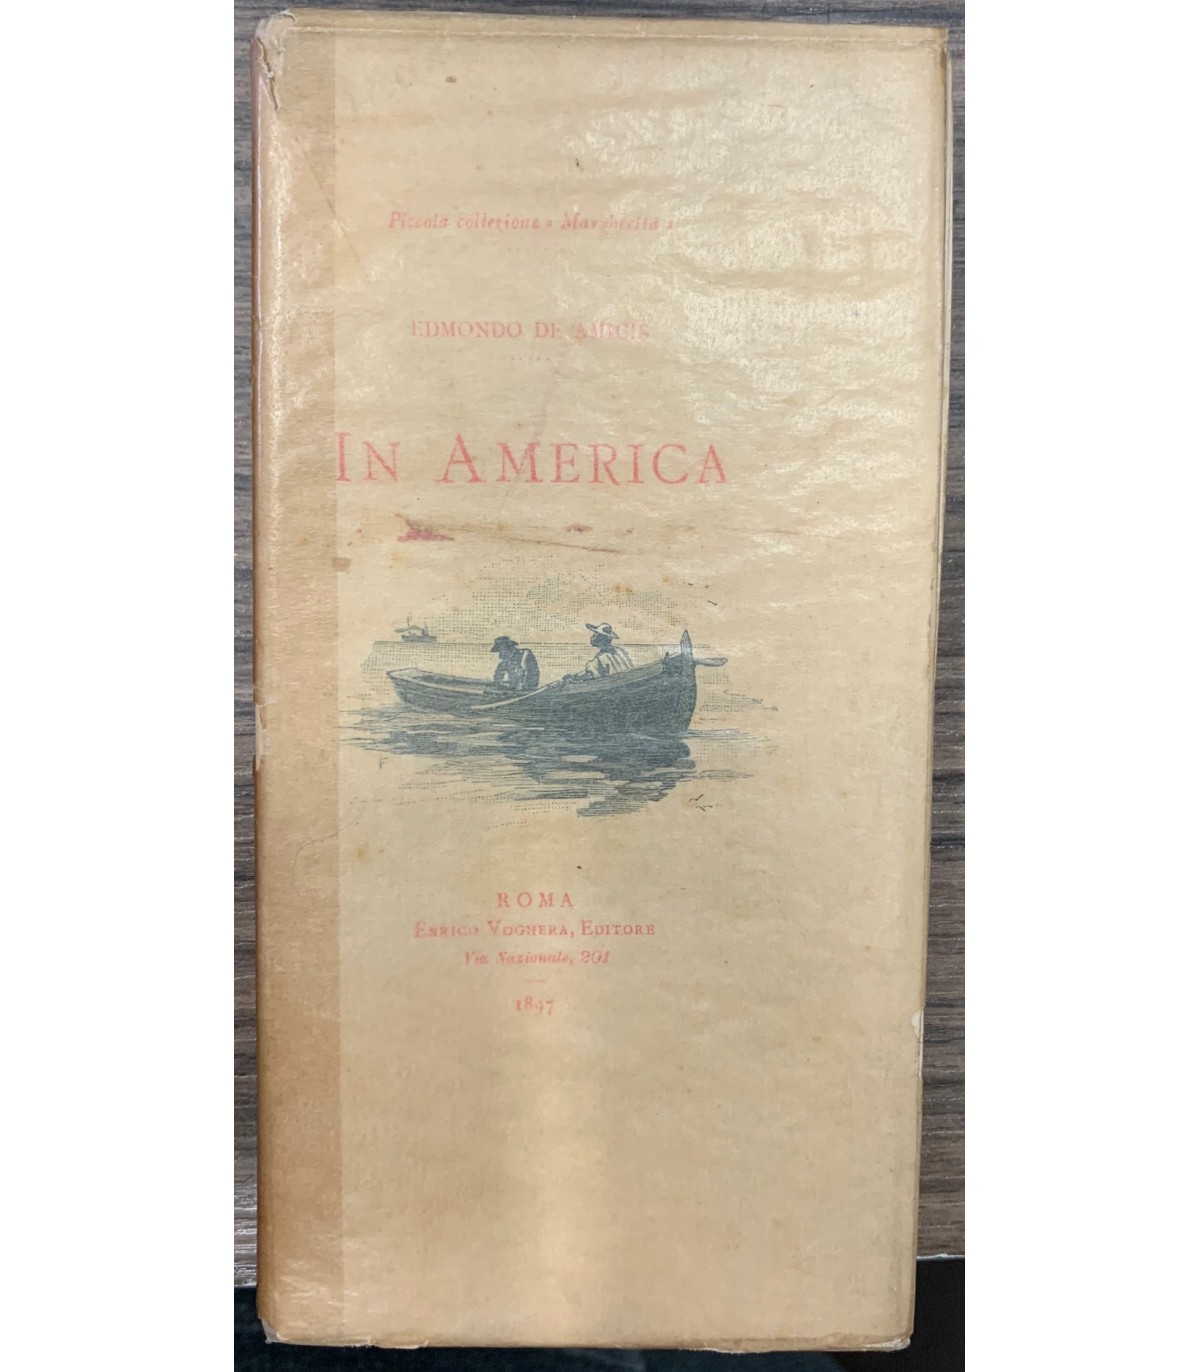 Piccola collezione « Margherita »
EDMONDO DE AMICIS
IN AMERICA
ROMA
ENRICO VOGHERA, EDITORE
Via Nazionale, 201
1897